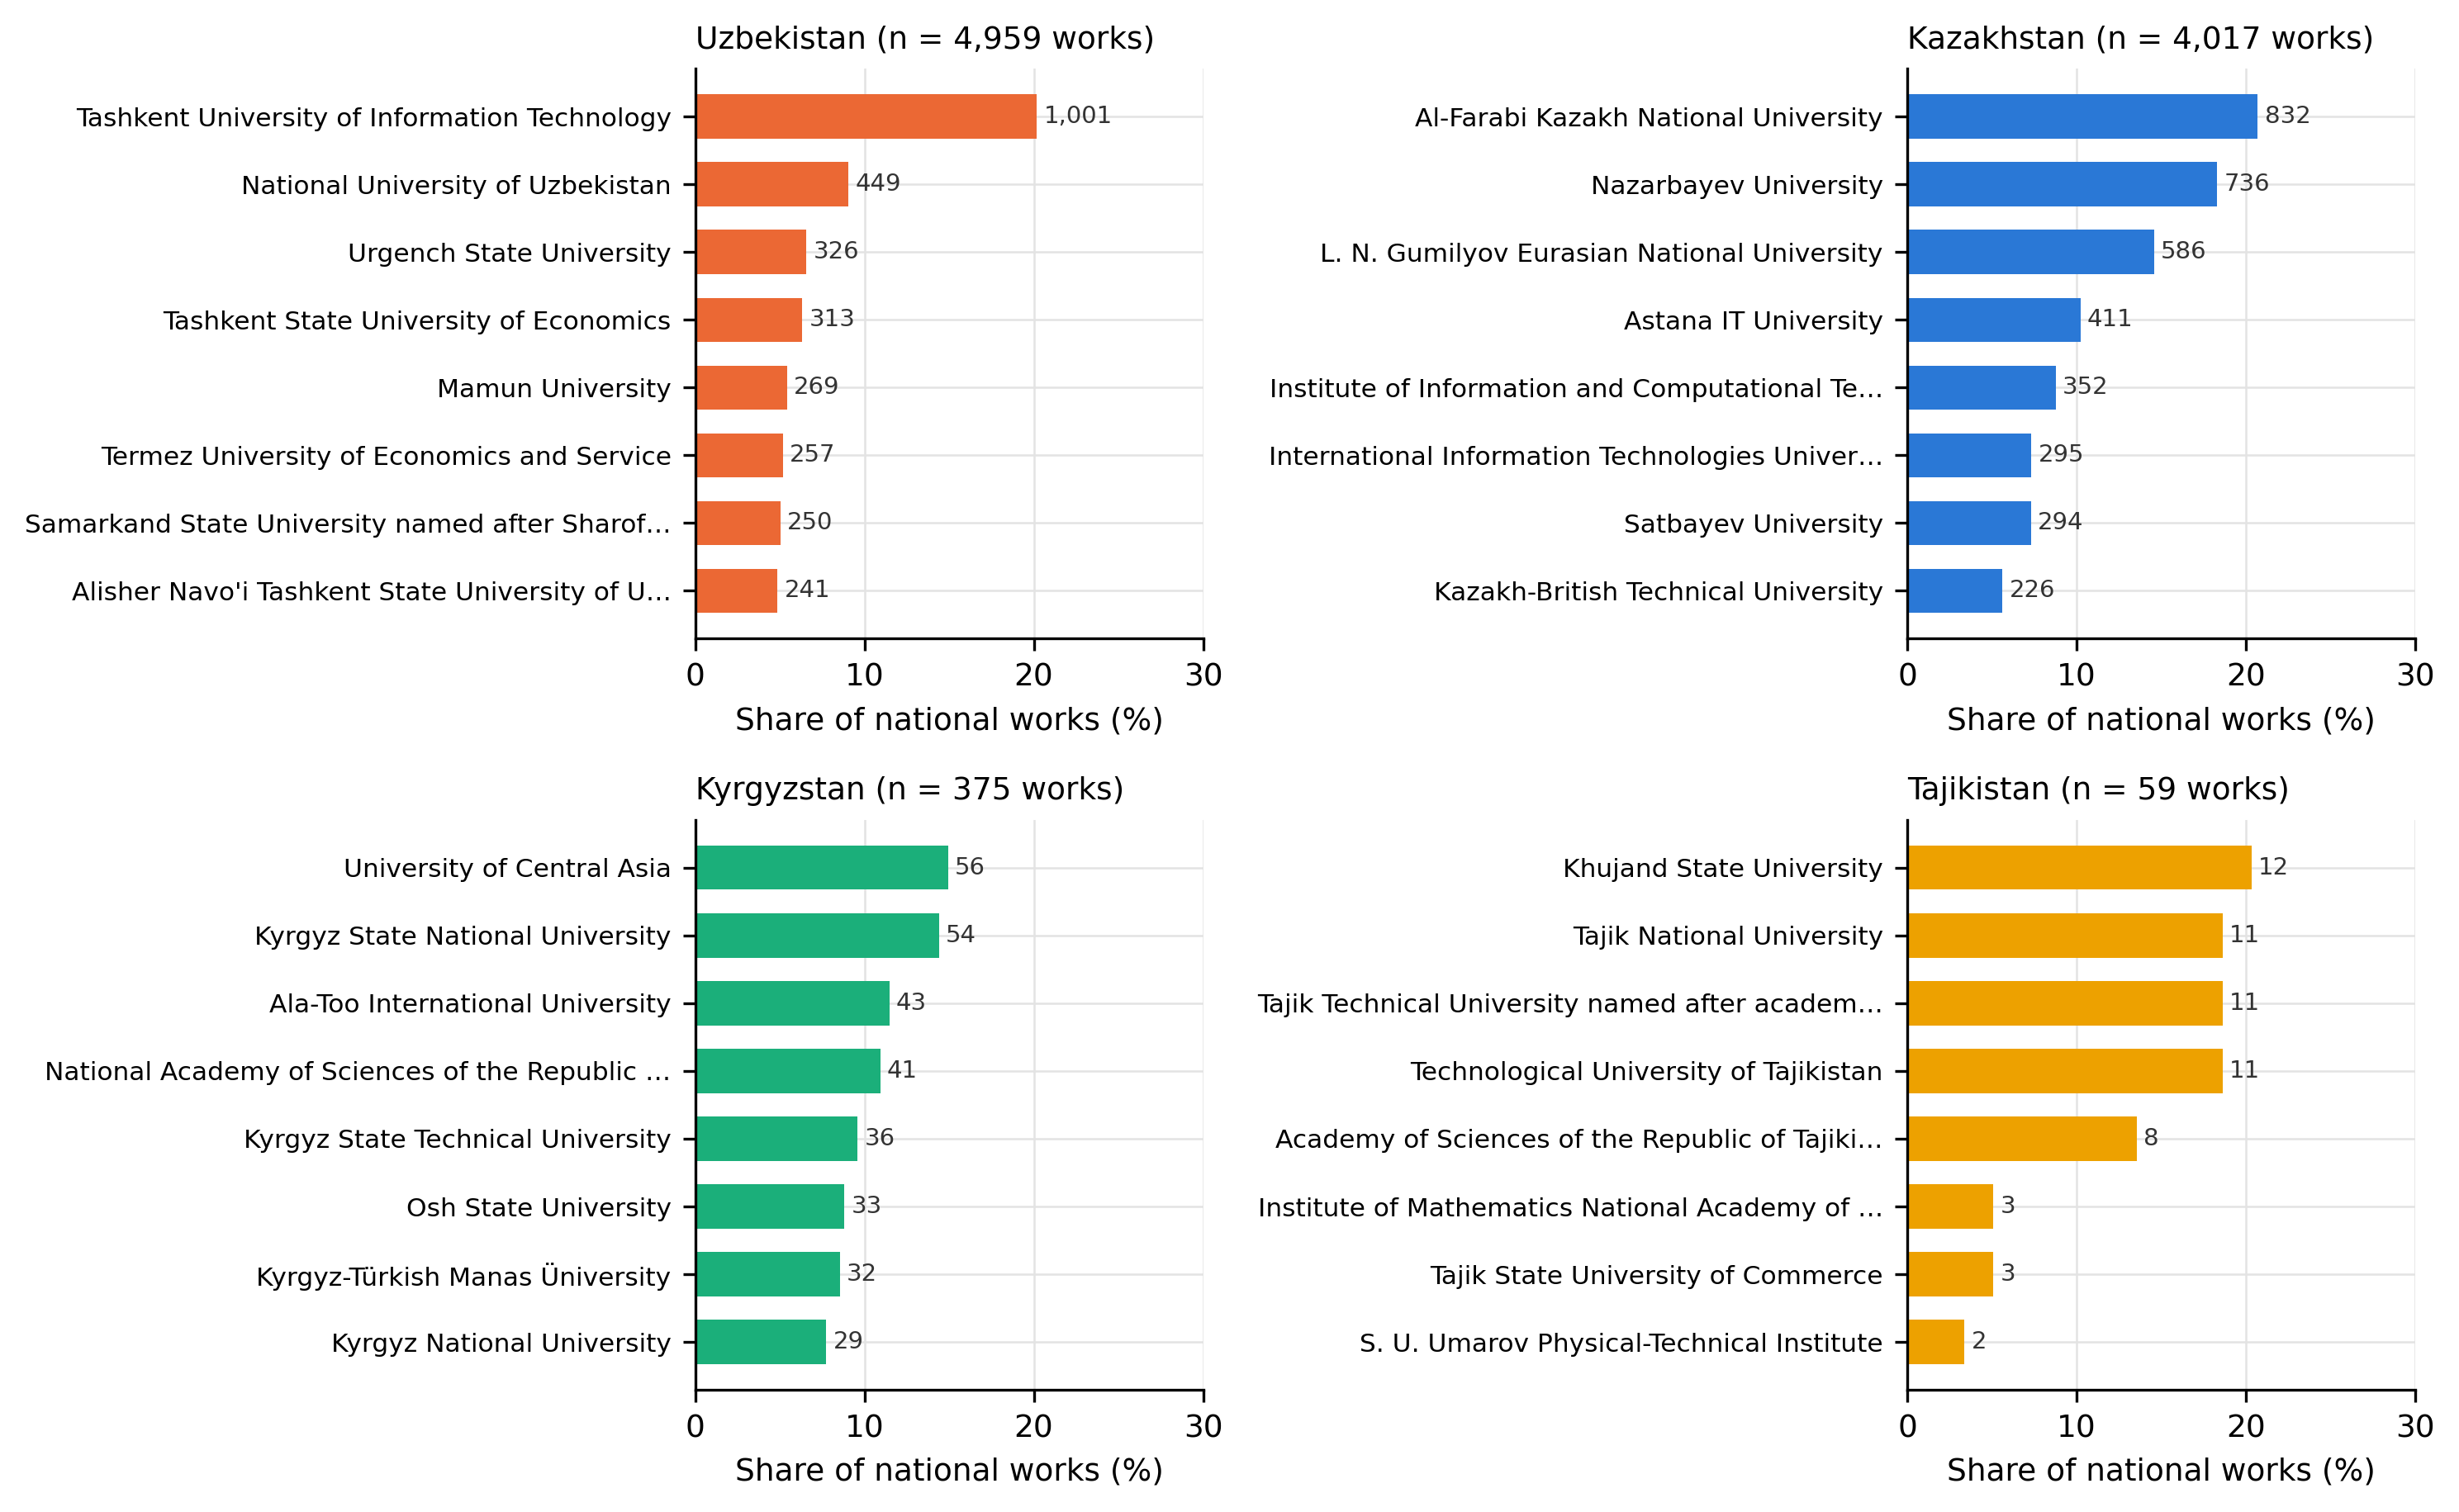 Uzbekistan (n = 4,959 works)
Tashkent University of Information Technology 1,001
National University of Uzbekistan 449
Urgench State University 326
Tashkent State University of Economics 313
Mamun University 269
Termez University of Economics and Service 257
Samarkand State University named after Sharof… 250
Alisher Navo'i Tashkent State University of U… 241
0 10 20 30
Share of national works (%)
Kazakhstan (n = 4,017 works)
Al-Farabi Kazakh National University 832
Nazarbayev University 736
L. N. Gumilyov Eurasian National University 586
Astana IT University 411
Institute of Information and Computational Te… 352
International Information Technologies Univer… 295
Satbayev University 294
Kazakh-British Technical University 226
0 10 20 30
Share of national works (%)
Kyrgyzstan (n = 375 works)
University of Central Asia 56
Kyrgyz State National University 54
Ala-Too International University 43
National Academy of Sciences of the Republic … 41
Kyrgyz State Technical University 36
Osh State University 33
Kyrgyz-Türkish Manas Üniversity 32
Kyrgyz National University 29
0 10 20 30
Share of national works (%)
Tajikistan (n = 59 works)
Khujand State University 12
Tajik National University 11
Tajik Technical University named after academ… 11
Technological University of Tajikistan 11
Academy of Sciences of the Republic of Tajiki… 8
Institute of Mathematics National Academy of … 3
Tajik State University of Commerce 3
S. U. Umarov Physical-Technical Institute 2
0 10 20 30
Share of national works (%)